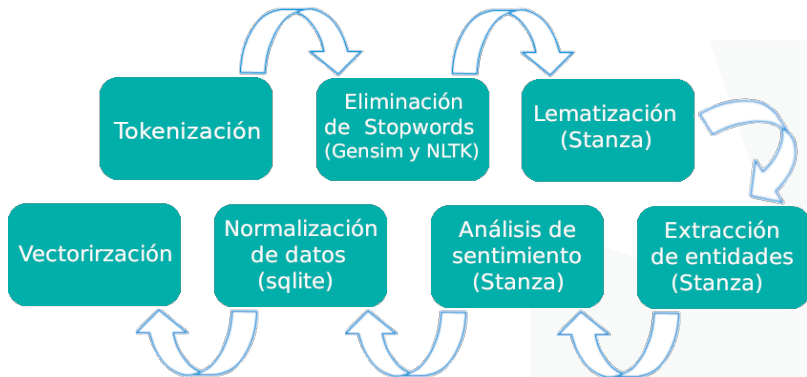 Tokenización
Eliminación
de Stopwords
(Gensim y NLTK)
Lematización
(Stanza)
Extracción
de entidades
(Stanza)
Análisis de
sentimiento
(Stanza)
Normalización
de datos
(sqlite)
Vectorirzación